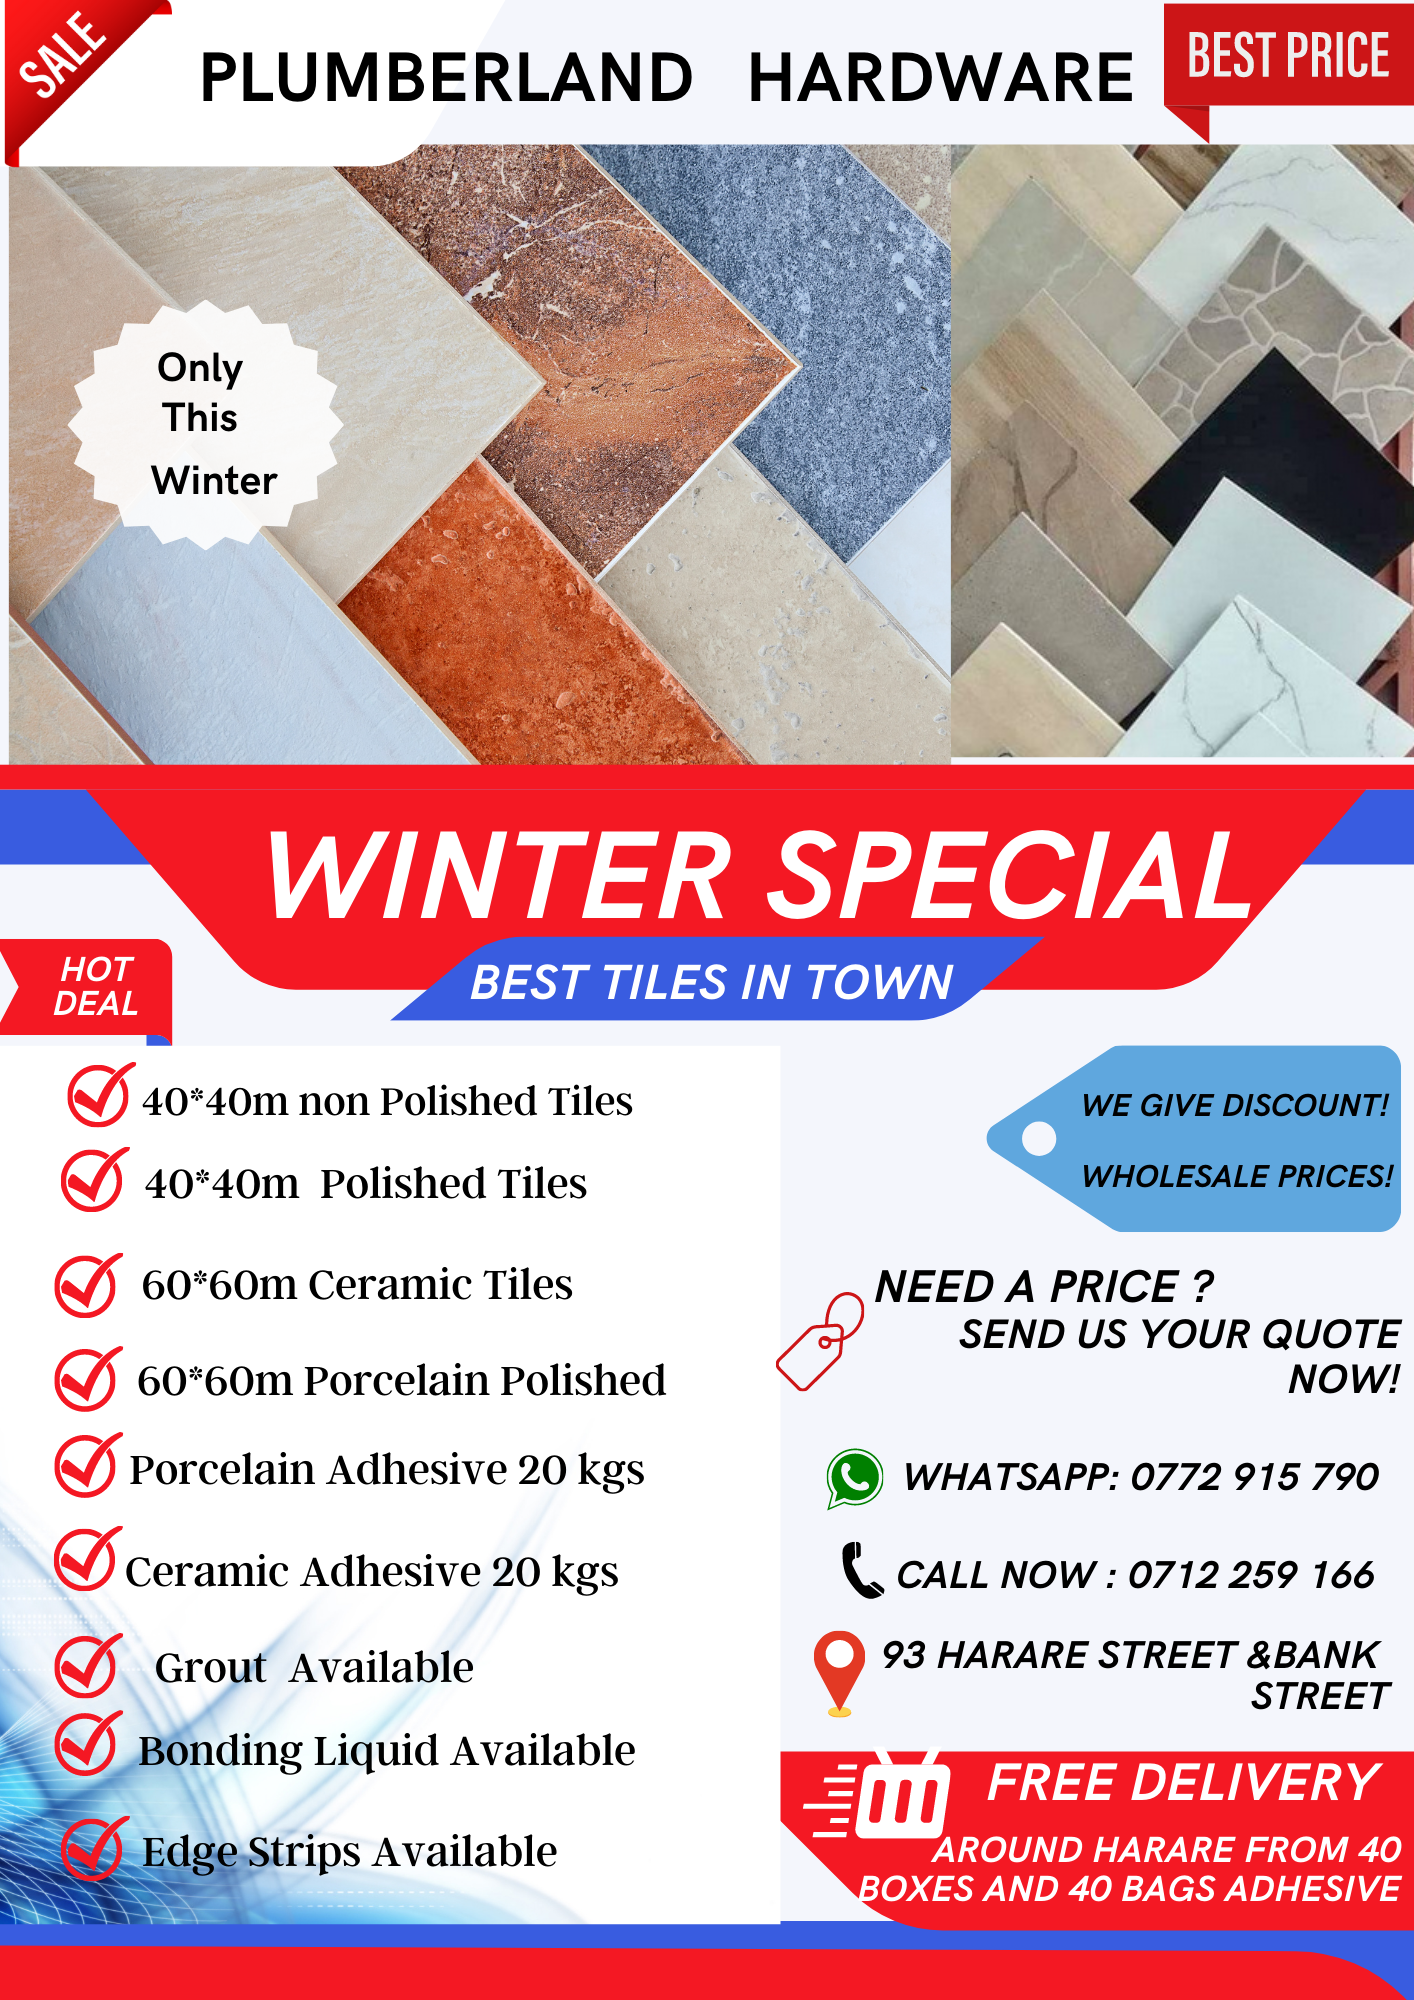 SALE
PLUMBERLAND HARDWARE
BEST PRICE
Only
This
Winter
WINTER SPECIAL
BEST TILES IN TOWN
HOT
DEAL
40*40m non Polished Tiles
40*40m Polished Tiles
60*60m Ceramic Tiles
60*60m Porcelain Polished
Porcelain Adhesive 20 kgs
Ceramic Adhesive 20 kgs
Grout Available
Bonding Liquid Available
Edge Strips Available
WE GIVE DISCOUNT!
WHOLESALE PRICES!
NEED A PRICE ?
SEND US YOUR QUOTE
NOW!
WHATSAPP: 0772 915 790
CALL NOW : 0712 259 166
93 HARARE STREET &BANK
STREET
FREE DELIVERY
AROUND HARARE FROM 40
BOXES AND 40 BAGS ADHESIVE